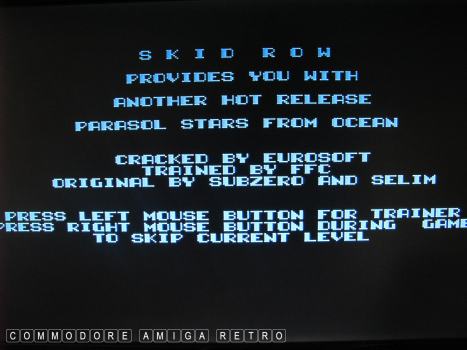 SKID ROW
PROVIDES YOU WITH
ANOTHER HOT RELEASE
PARASOL STARS FROM OCEAN
CRACKED BY EUROSOFT
TRAINED BY FFC
ORIGINAL BY SUBZERO AND SELIM
PRESS LEFT MOUSE BUTTON FOR TRAINER
PRESS RIGHT MOUSE BUTTON DURING GAME
TO SKIP CURRENT LEVEL
COMMODORE AMIGA RETRO